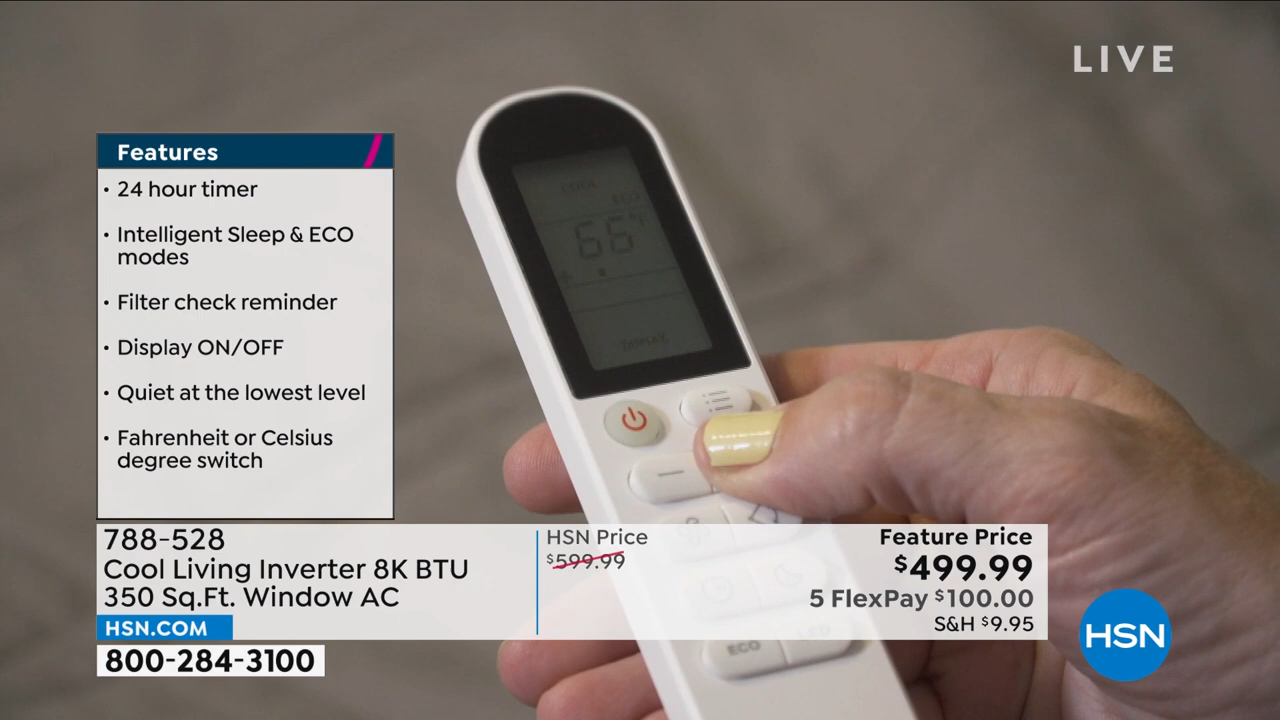 LIVE
Features
• 24 hour timer
• Intelligent Sleep & ECO
modes
• Filter check reminder
• Display ON/OFF
• Quiet at the lowest level
• Fahrenheit or Celsius
degree switch
COOL
ECO
66°F
DISPLAY
788-528
Cool Living Inverter 8K BTU
350 Sq.Ft. Window AC
HSN.COM
800-284-3100
HSN Price
$599.99
Feature Price
$499.99
5 FlexPay $100.00
S&H $9.95
ECO
LED
HSN